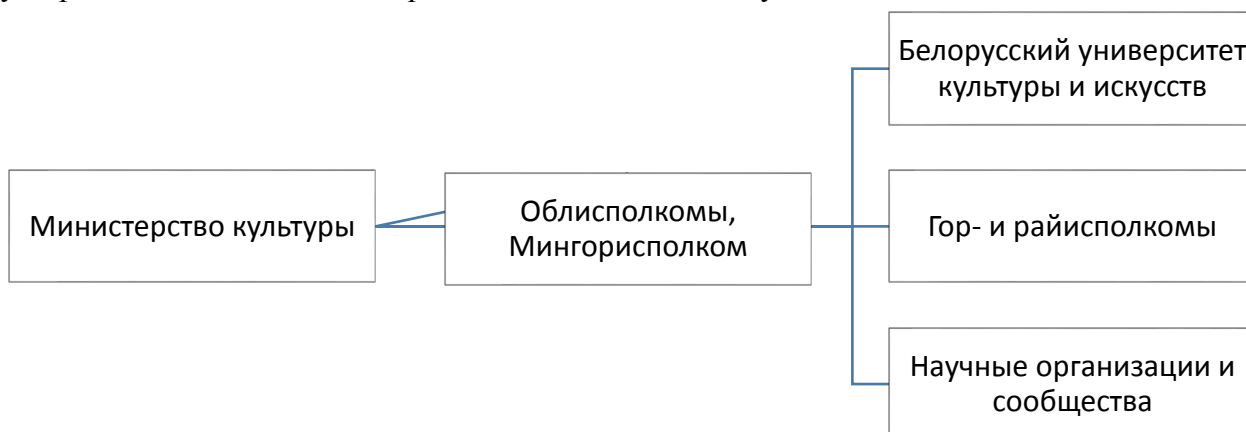 Министерство культуры
Облисполкомы,
Мингорисполком
Белорусский университет
культуры и искусств
Гор- и райисполкомы
Научные организации и
сообщества